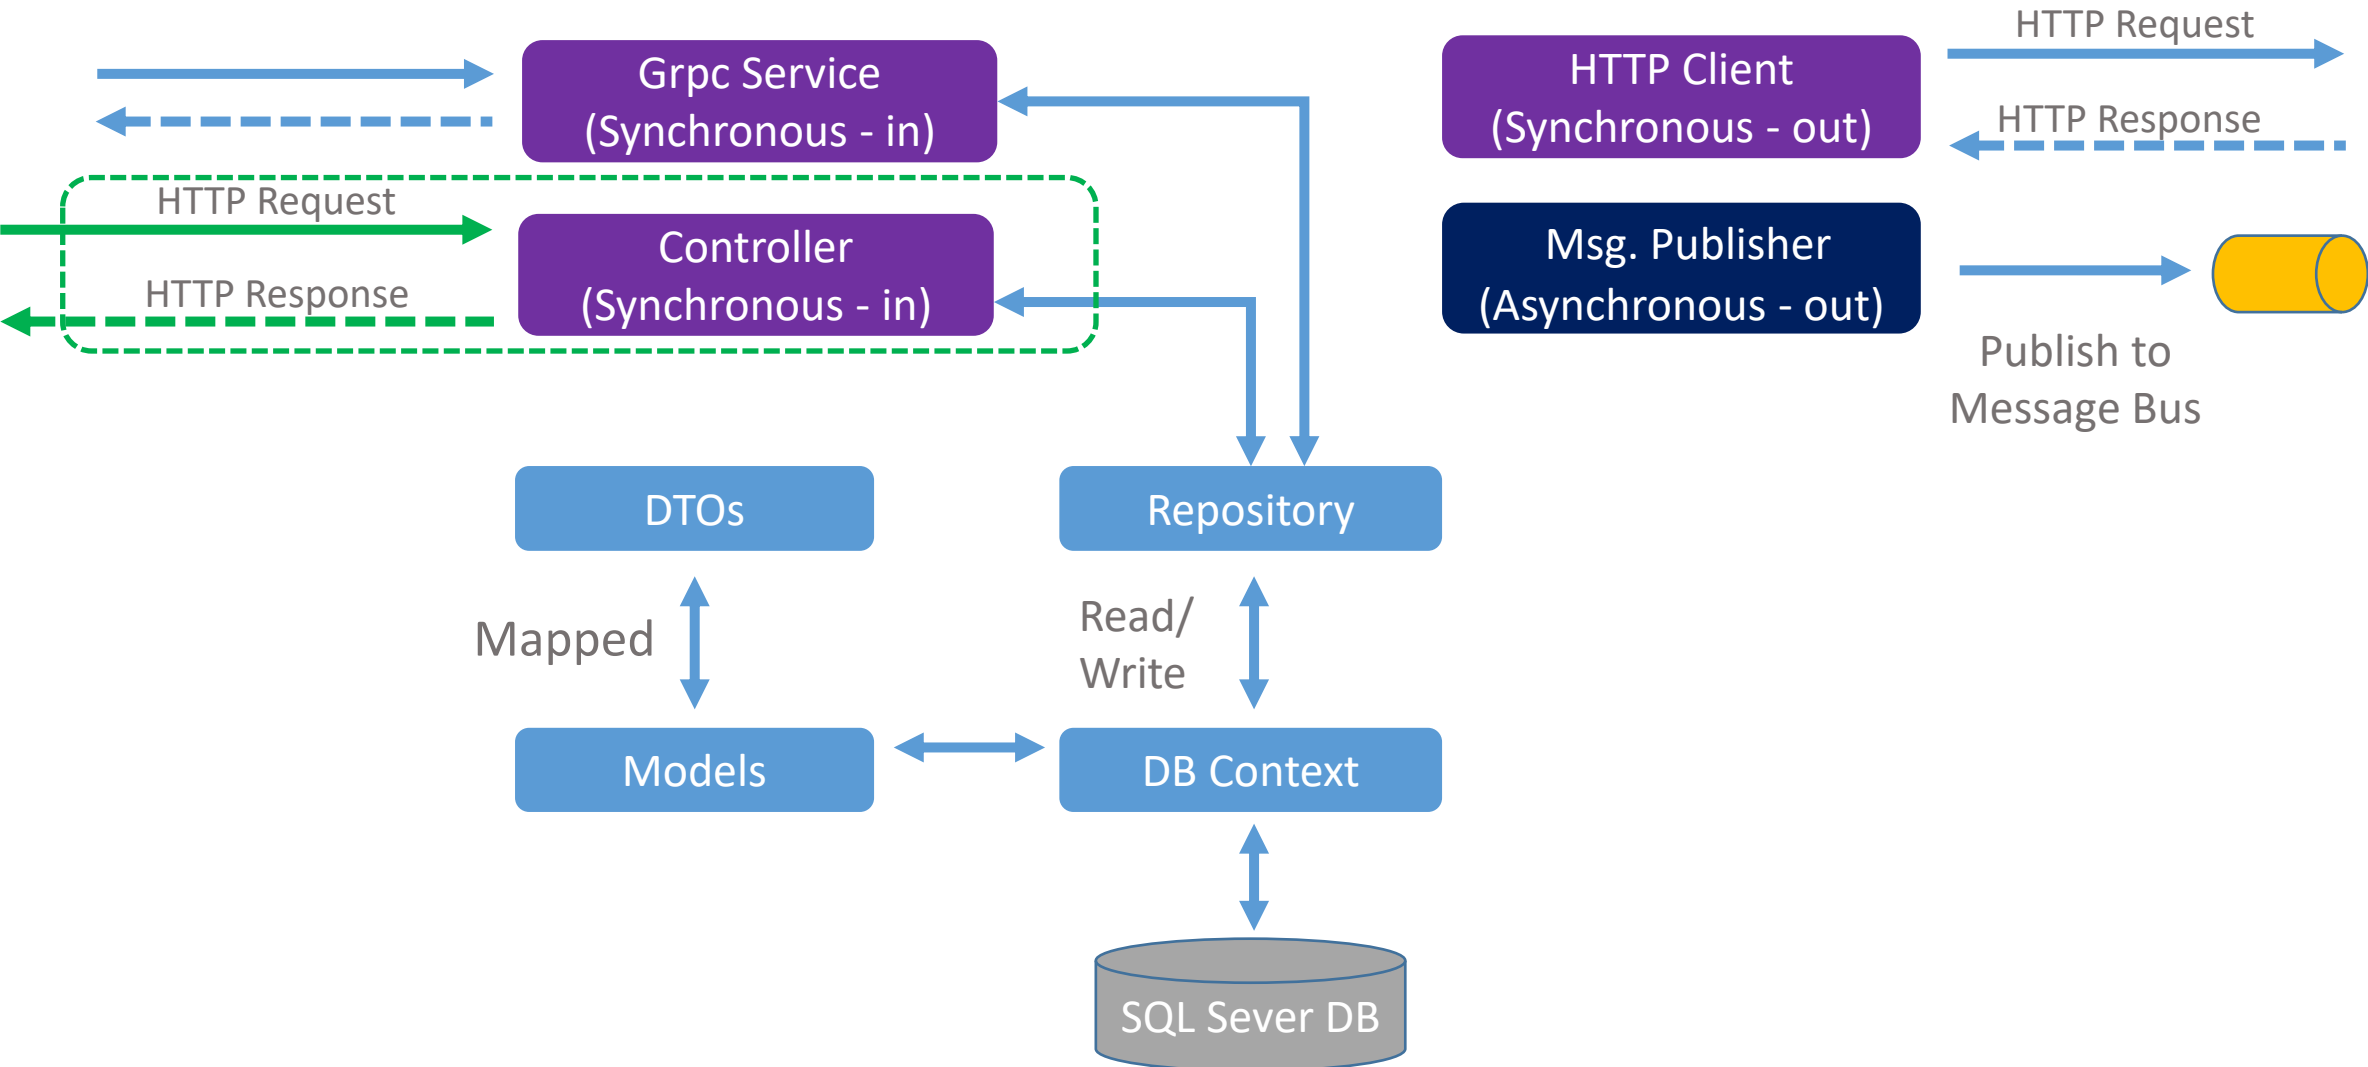 Grpc Service
(Synchronous - in)
HTTP Client
(Synchronous - out)
HTTP Request
HTTP Response
HTTP Request
HTTP Response
Controller
(Synchronous - in)
Msg. Publisher
(Asynchronous - out)
Publish to
Message Bus
DTOs
Repository
Mapped
Read/
Write
Models
DB Context
SQL Sever DB